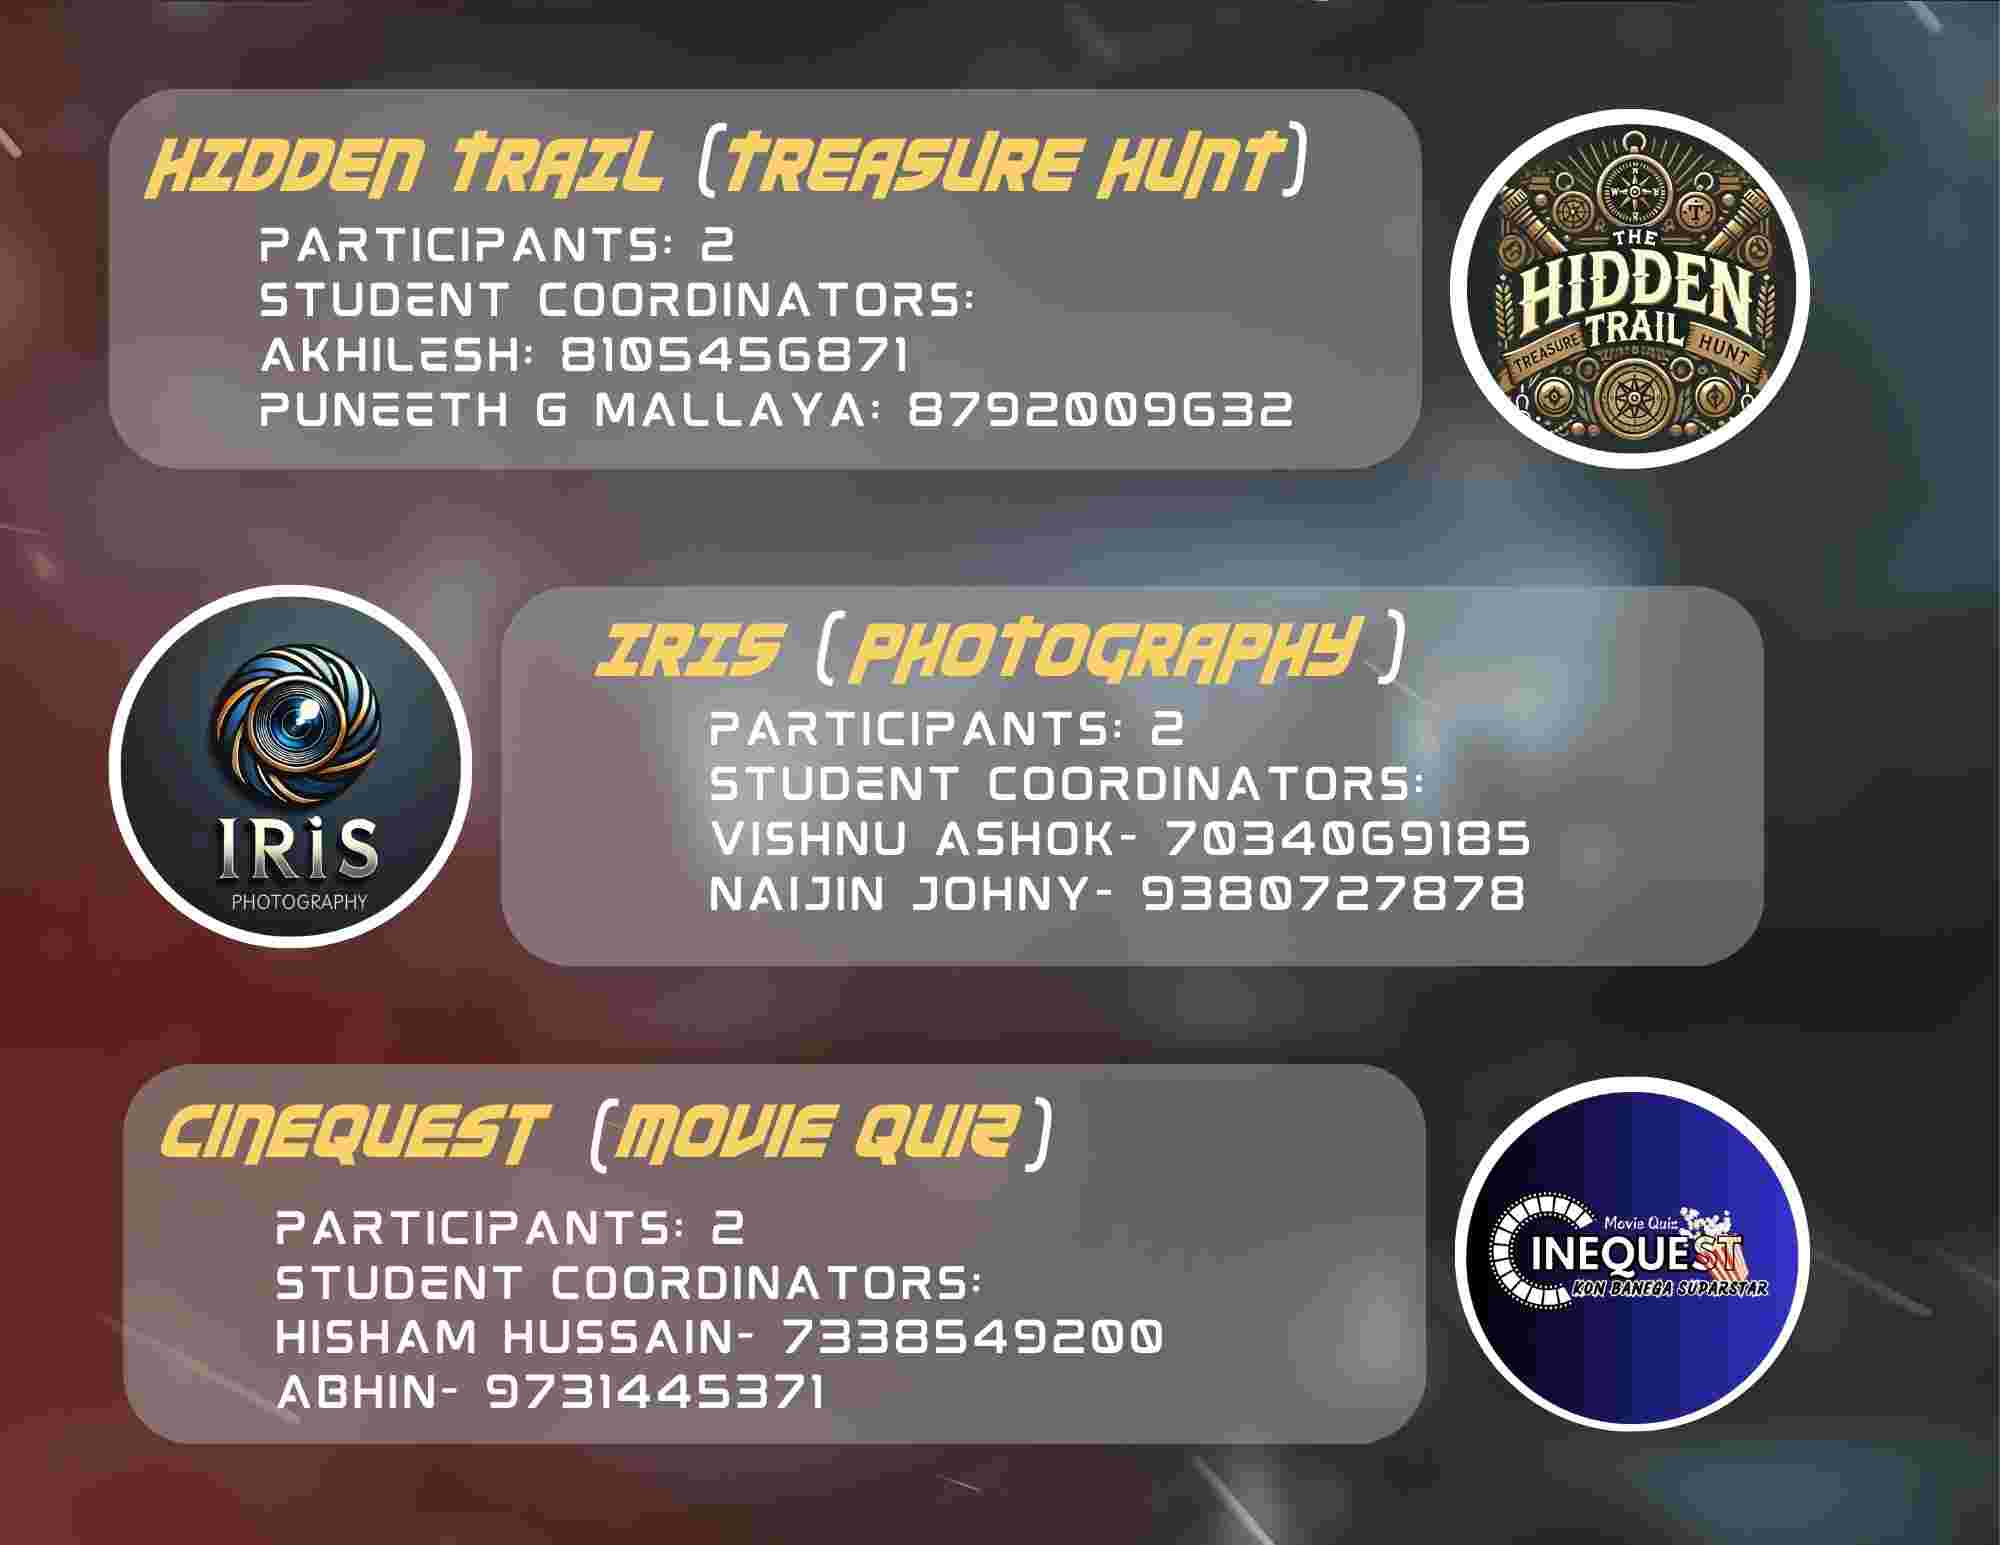 HIDDEN TRAIL (TREASURE HUNT)
PARTICIPANTS: 2
STUDENT COORDINATORS:
AKHILESH: 8105456871
PUNEETH G MALLAYA: 8792009632
THE
HIDDEN
TRAIL
TREASURE HUNT
IRIS (PHOTOGRAPHY)
PARTICIPANTS: 2
STUDENT COORDINATORS:
VISHNU ASHOK- 7034069185
NAIJIN JOHNY- 9380727878
IRiS
PHOTOGRAPHY
CINEQUEST (MOVIE QUIZ)
PARTICIPANTS: 2
STUDENT COORDINATORS:
HISHAM HUSSAIN- 7338549200
ABHIN- 9731445371
Movie Quiz
CINEQUEST
KON BANEGA SUPARSTAR